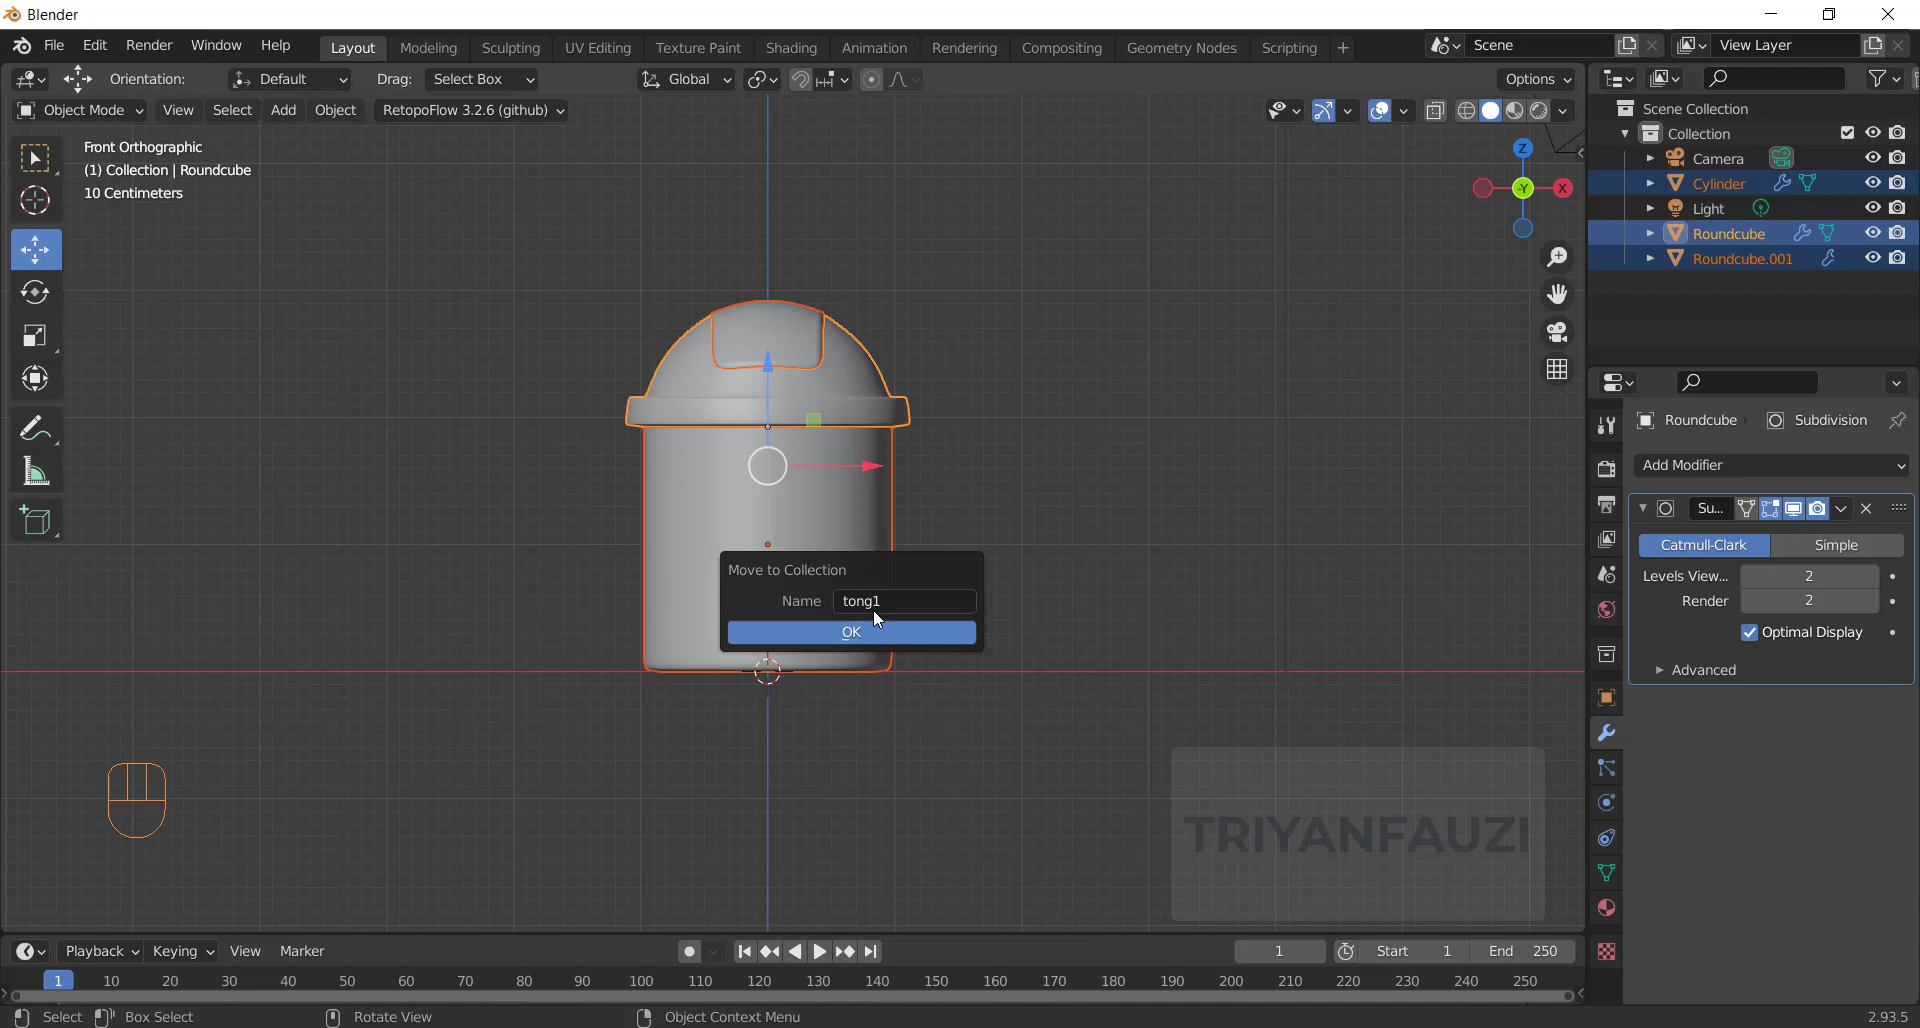 Blender
File Edit Render Window Help Layout Modeling Sculpting UV Editing Texture Paint Shading Animation Rendering Compositing Geometry Nodes Scripting + Scene View Layer
Orientation: Default Drag: Select Box Global Options
Object Mode View Select Add Object RetopoFlow 3.2.6 (github)
Front Orthographic
(1) Collection | Roundcube
10 Centimeters
Z
-Y X
Scene Collection
Collection
Camera
Cylinder
Light
Roundcube
Roundcube.001
Roundcube Subdivision
Add Modifier
Su...
Catmull-Clark Simple
Levels View... 2
Render 2
Optimal Display
Advanced
Move to Collection
Name tong1
OK
TRIYANFAUZI
Playback Keying View Marker 1 Start 1 End 250
1 10 20 30 40 50 60 70 80 90 100 110 120 130 140 150 160 170 180 190 200 210 220 230 240 250
Select Box Select Rotate View Object Context Menu 2.93.5